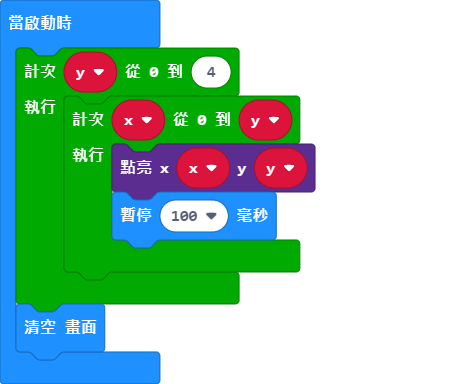 當啟動時
計次 y 從 0 到 4
執行
計次 x 從 0 到 y
執行
點亮 x x y y
暫停 100 毫秒
清空 畫面